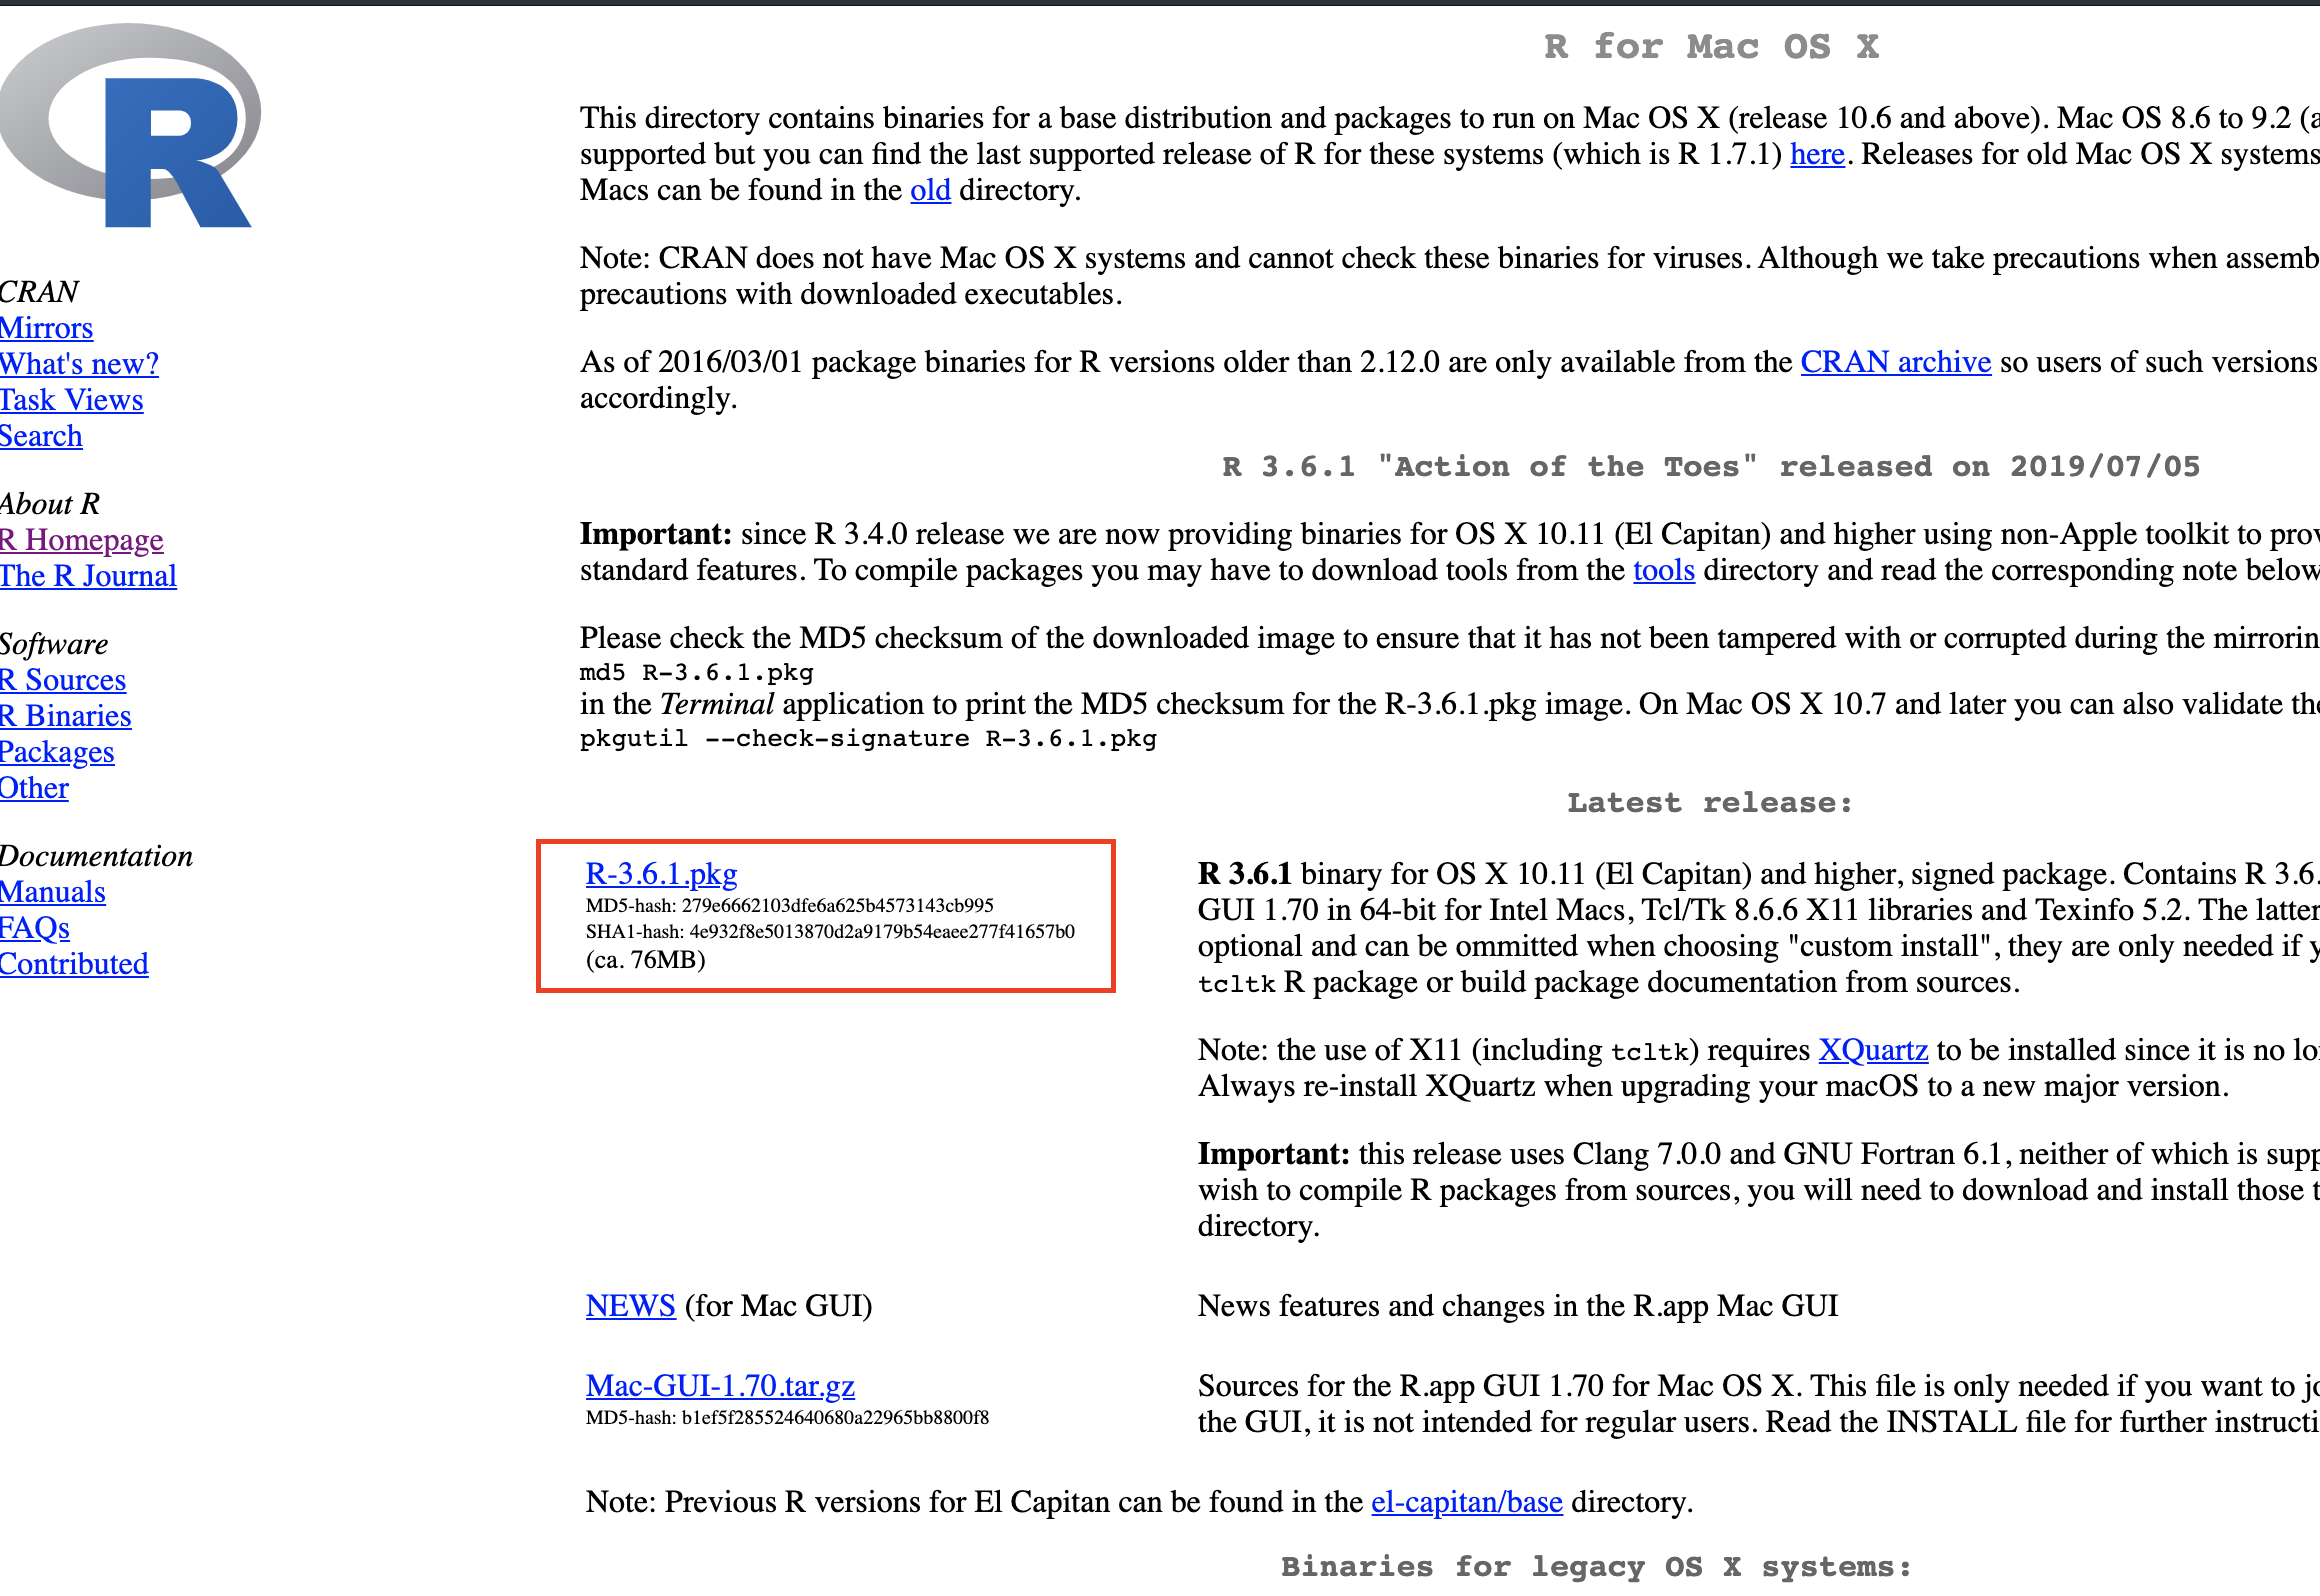 R
CRAN
Mirrors
What's new?
Task Views
Search
About R
R Homepage
The R Journal
Software
R Sources
R Binaries
Packages
Other
Documentation
Manuals
FAQs
Contributed
R for Mac OS X
This directory contains binaries for a base distribution and packages to run on Mac OS X (release 10.6 and above). Mac OS 8.6 to 9.2 (a
supported but you can find the last supported release of R for these systems (which is R 1.7.1) here. Releases for old Mac OS X systems
Macs can be found in the old directory.
Note: CRAN does not have Mac OS X systems and cannot check these binaries for viruses. Although we take precautions when assemb
precautions with downloaded executables.
As of 2016/03/01 package binaries for R versions older than 2.12.0 are only available from the CRAN archive so users of such versions
accordingly.
R 3.6.1 "Action of the Toes" released on 2019/07/05
Important: since R 3.4.0 release we are now providing binaries for OS X 10.11 (El Capitan) and higher using non-Apple toolkit to prov
standard features. To compile packages you may have to download tools from the tools directory and read the corresponding note below
Please check the MD5 checksum of the downloaded image to ensure that it has not been tampered with or corrupted during the mirrorin
md5 R-3.6.1.pkg
in the Terminal application to print the MD5 checksum for the R-3.6.1.pkg image. On Mac OS X 10.7 and later you can also validate the
pkgutil --check-signature R-3.6.1.pkg
Latest release:
R-3.6.1.pkg
MD5-hash: 279e6662103dfe6a625b4573143cb995
SHA1-hash: 4e932f8e5013870d2a9179b54eaee277f41657b0
(ca. 76MB)
R 3.6.1 binary for OS X 10.11 (El Capitan) and higher, signed package. Contains R 3.6.
GUI 1.70 in 64-bit for Intel Macs, Tcl/Tk 8.6.6 X11 libraries and Texinfo 5.2. The latter
optional and can be ommitted when choosing "custom install", they are only needed if y
tcltk R package or build package documentation from sources.
Note: the use of X11 (including tcltk) requires XQuartz to be installed since it is no lo
Always re-install XQuartz when upgrading your macOS to a new major version.
Important: this release uses Clang 7.0.0 and GNU Fortran 6.1, neither of which is supp
wish to compile R packages from sources, you will need to download and install those t
directory.
NEWS (for Mac GUI)
News features and changes in the R.app Mac GUI
Mac-GUI-1.70.tar.gz
MD5-hash: b1ef5f285524640680a22965bb8800f8
Sources for the R.app GUI 1.70 for Mac OS X. This file is only needed if you want to jo
the GUI, it is not intended for regular users. Read the INSTALL file for further instructi
Note: Previous R versions for El Capitan can be found in the el-capitan/base directory.
Binaries for legacy OS X systems: